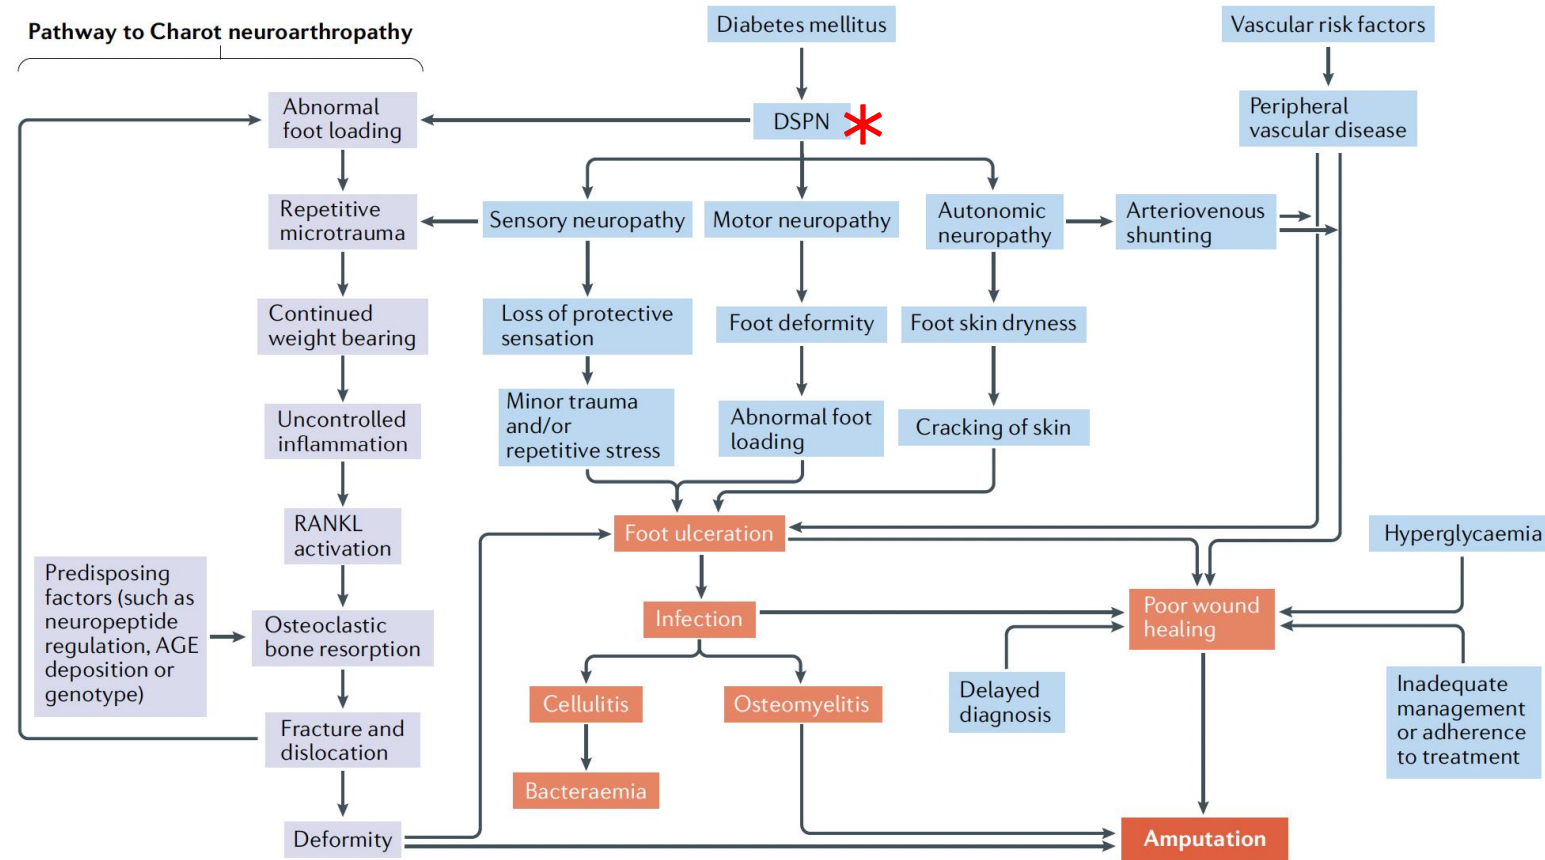 Pathway to Charot neuroarthropathy
Diabetes mellitus
Vascular risk factors
Abnormal
foot loading
DSPN
Peripheral
vascular disease
Repetitive
microtrauma
Sensory neuropathy
Motor neuropathy
Autonomic
neuropathy
Arteriovenous
shunting
Continued
weight bearing
Loss of protective
sensation
Foot deformity
Foot skin dryness
Uncontrolled
inflammation
Minor trauma
and/or
repetitive stress
Abnormal foot
loading
Cracking of skin
RANKL
activation
Foot ulceration
Hyperglycaemia
Predisposing
factors (such as
neuropeptide
regulation, AGE
deposition or
genotype)
Osteoclastic
bone resorption
Infection
Poor wound
healing
Cellulitis
Osteomyelitis
Delayed
diagnosis
Inadequate
management
or adherence
to treatment
Fracture and
dislocation
Bacteraemia
Deformity
Amputation